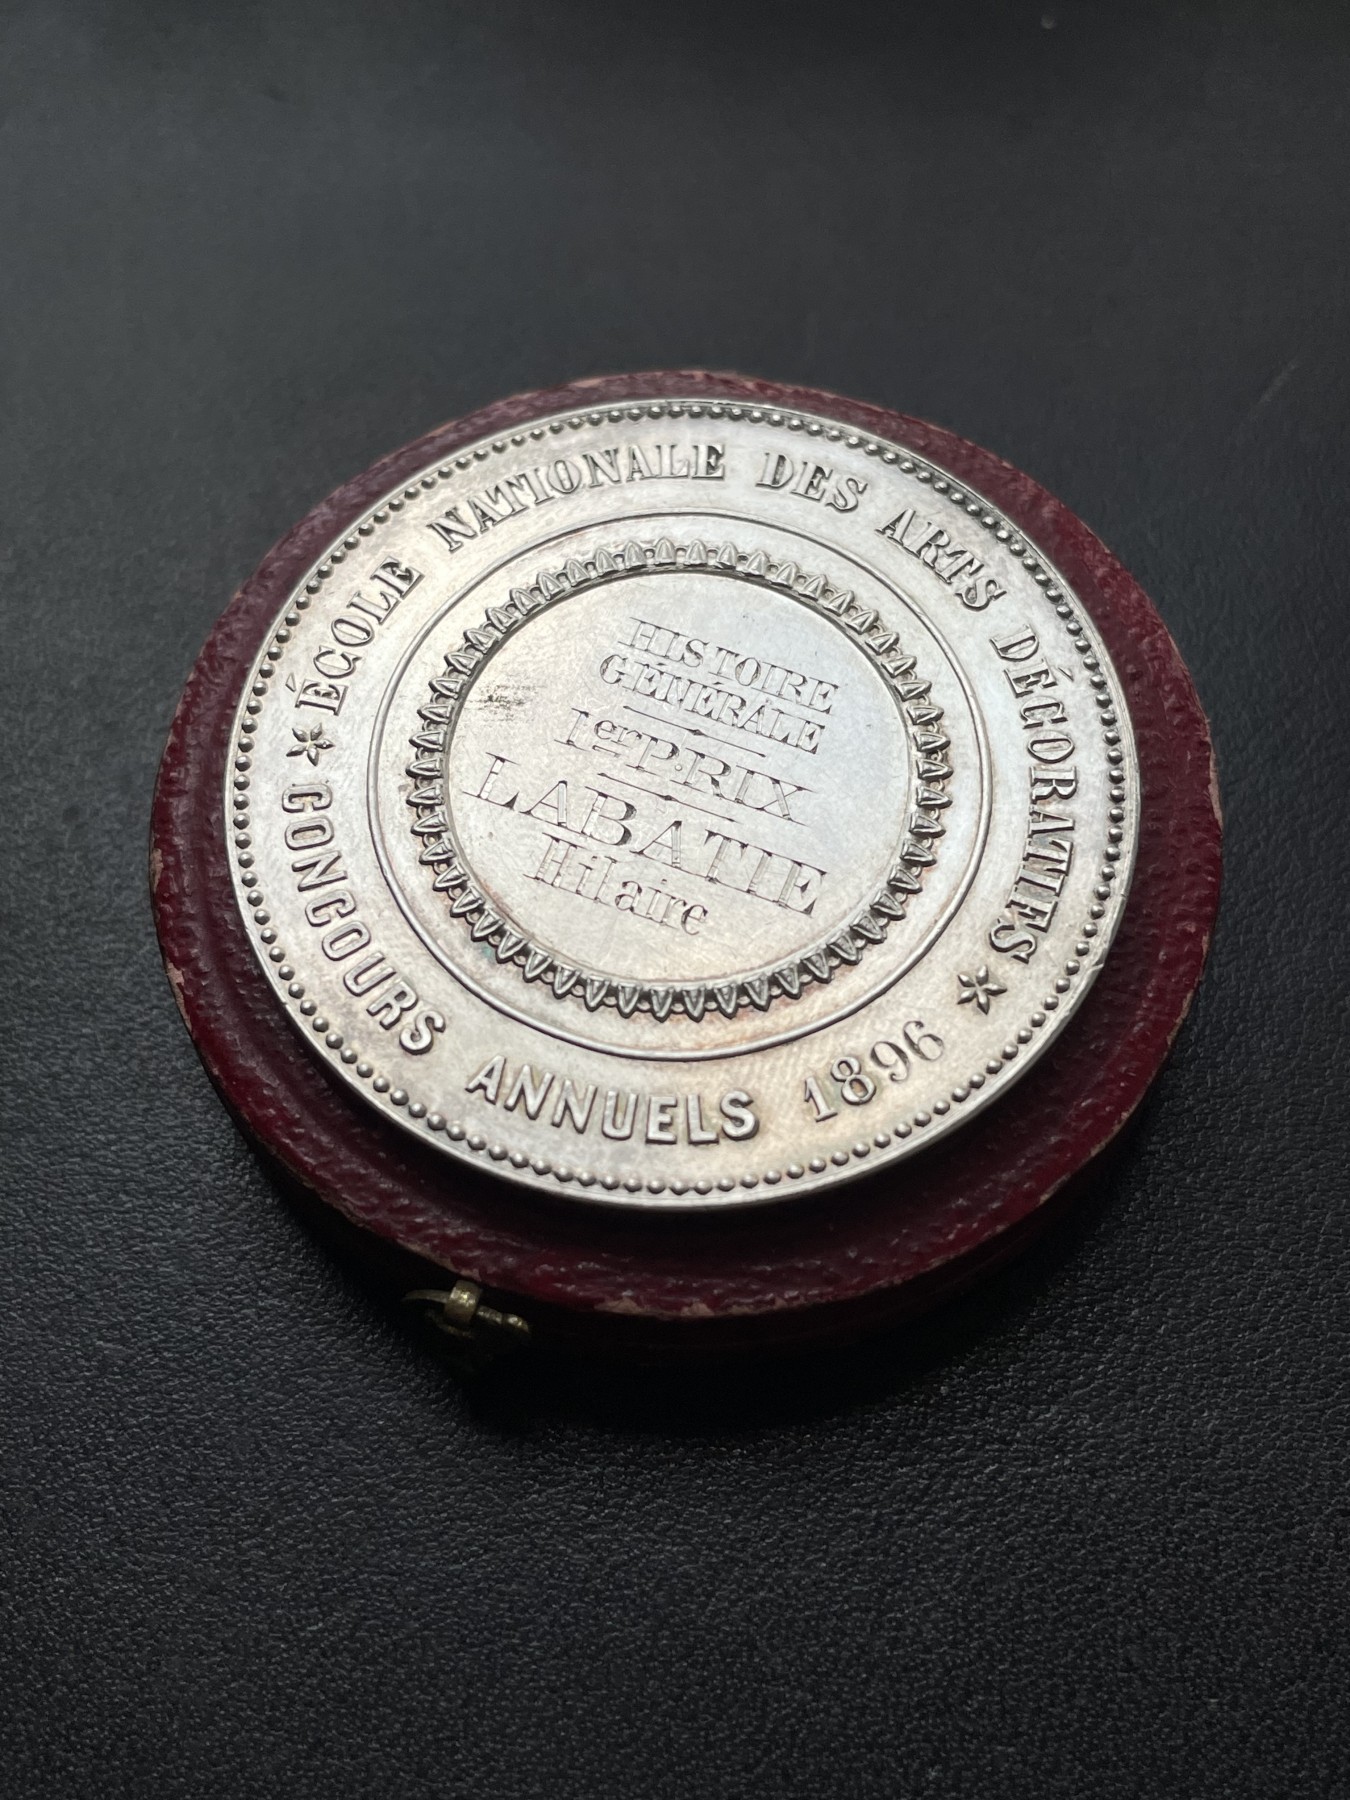 ÉCOLE NATIONALE DES ARTS DÉCORATIFS
HISTOIRE
GÉNÉRALE
1er PRIX
LABATIE
Hilaire
CONCOURS ANNUELS 1896